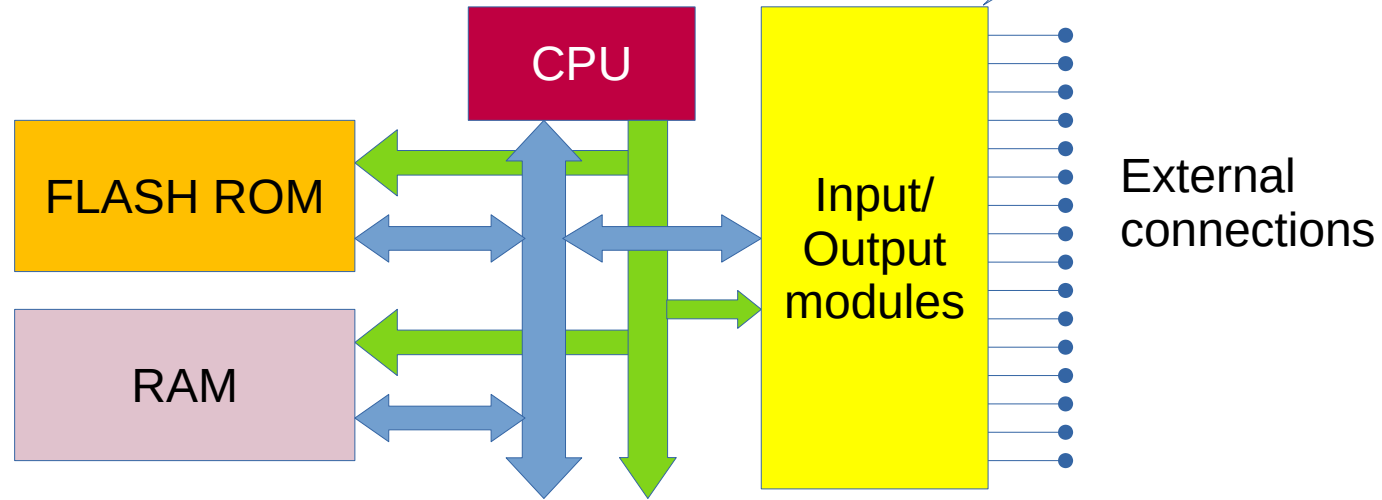 CPU
FLASH ROM
RAM
Input/
Output
modules
External
connections